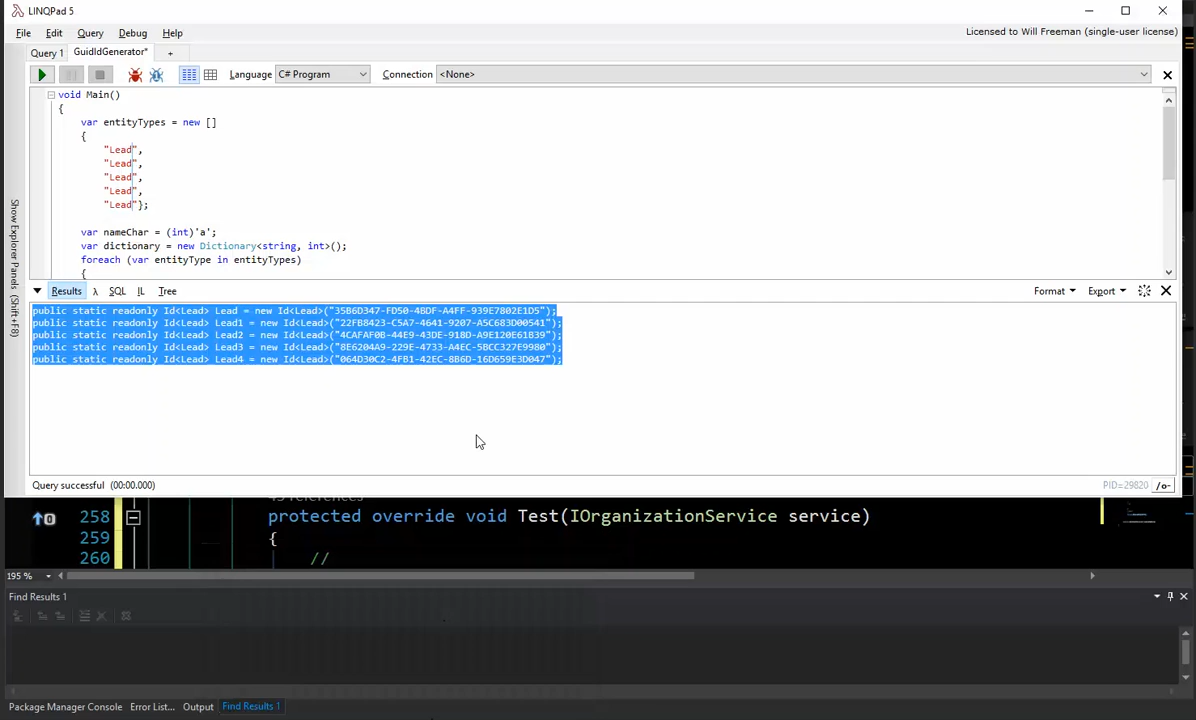 LINQPad 5
File Edit Query Debug Help
Licensed to Will Freeman (single-user license)
Query 1 GuidIdGenerator* +
Language C# Program Connection <None>
void Main()
{
var entityTypes = new []
{
"Lead",
"Lead",
"Lead",
"Lead",
"Lead"};
var nameChar = (int)'a';
var dictionary = new Dictionary<string, int>();
foreach (var entityType in entityTypes)
{
Show Explorer Panels (Shift+F8)
Results λ SQL IL Tree
Format Export
public static readonly Id<Lead> Lead = new Id<Lead>("35B6D347-FD50-4BDF-A4FF-939E7802E1D5");
public static readonly Id<Lead> Lead1 = new Id<Lead>("22FB8423-C5A7-4641-9207-A5C683D00541");
public static readonly Id<Lead> Lead2 = new Id<Lead>("4CAFAF0B-44E9-43DE-918D-A9E120E61839");
public static readonly Id<Lead> Lead3 = new Id<Lead>("8E6204A9-229E-4733-A4EC-5BCC327E9980");
public static readonly Id<Lead> Lead4 = new Id<Lead>("064D30C2-4FB1-42EC-8B6D-16D659E3D047");
Query successful (00:00.000)
PID=29820 /o-
258 protected override void Test(IOrganizationService service)
259 {
260 //
195 %
Find Results 1
Package Manager Console Error List... Output Find Results 1